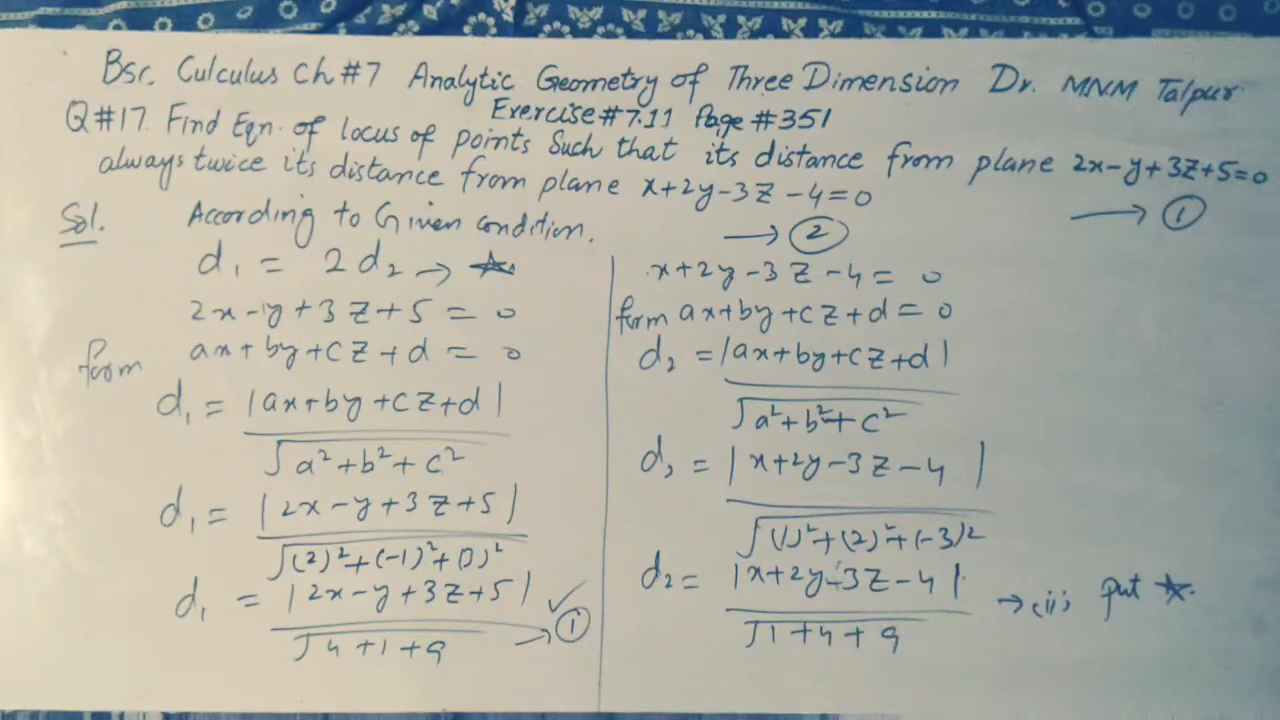 Bsc. Culculus Ch#7 Analytic Geometry of Three Dimension Dr. MNM Talpur
Exercise#7.11 Page#351
Q#17. Find Eqn. of locus of points Such that its distance from plane 2x-y+3z+5=0
always twice its distance from plane x+2y-3z-4=0
→ ①
→ ②
Sol. According to Given condition.
d₁ = 2d₂ → ☆
2x-y+3z+5 = 0
form ax+by+cz+d = 0
d₁ = |ax+by+cz+d|
√a²+b²+c²
d₁ = |2x-y+3z+5|
√(2)²+(-1)²+(3)²
d₁ = |2x-y+3z+5| ✓
√4+1+9 → ①
x+2y-3z-4 = 0
form ax+by+cz+d = 0
d₂ = |ax+by+cz+d|
√a²+b²+c²
d₂ = |x+2y-3z-4|
√(1)²+(2)²+(-3)²
d₂ = |x+2y-3z-4| → (ii) put ☆.
√1+4+9